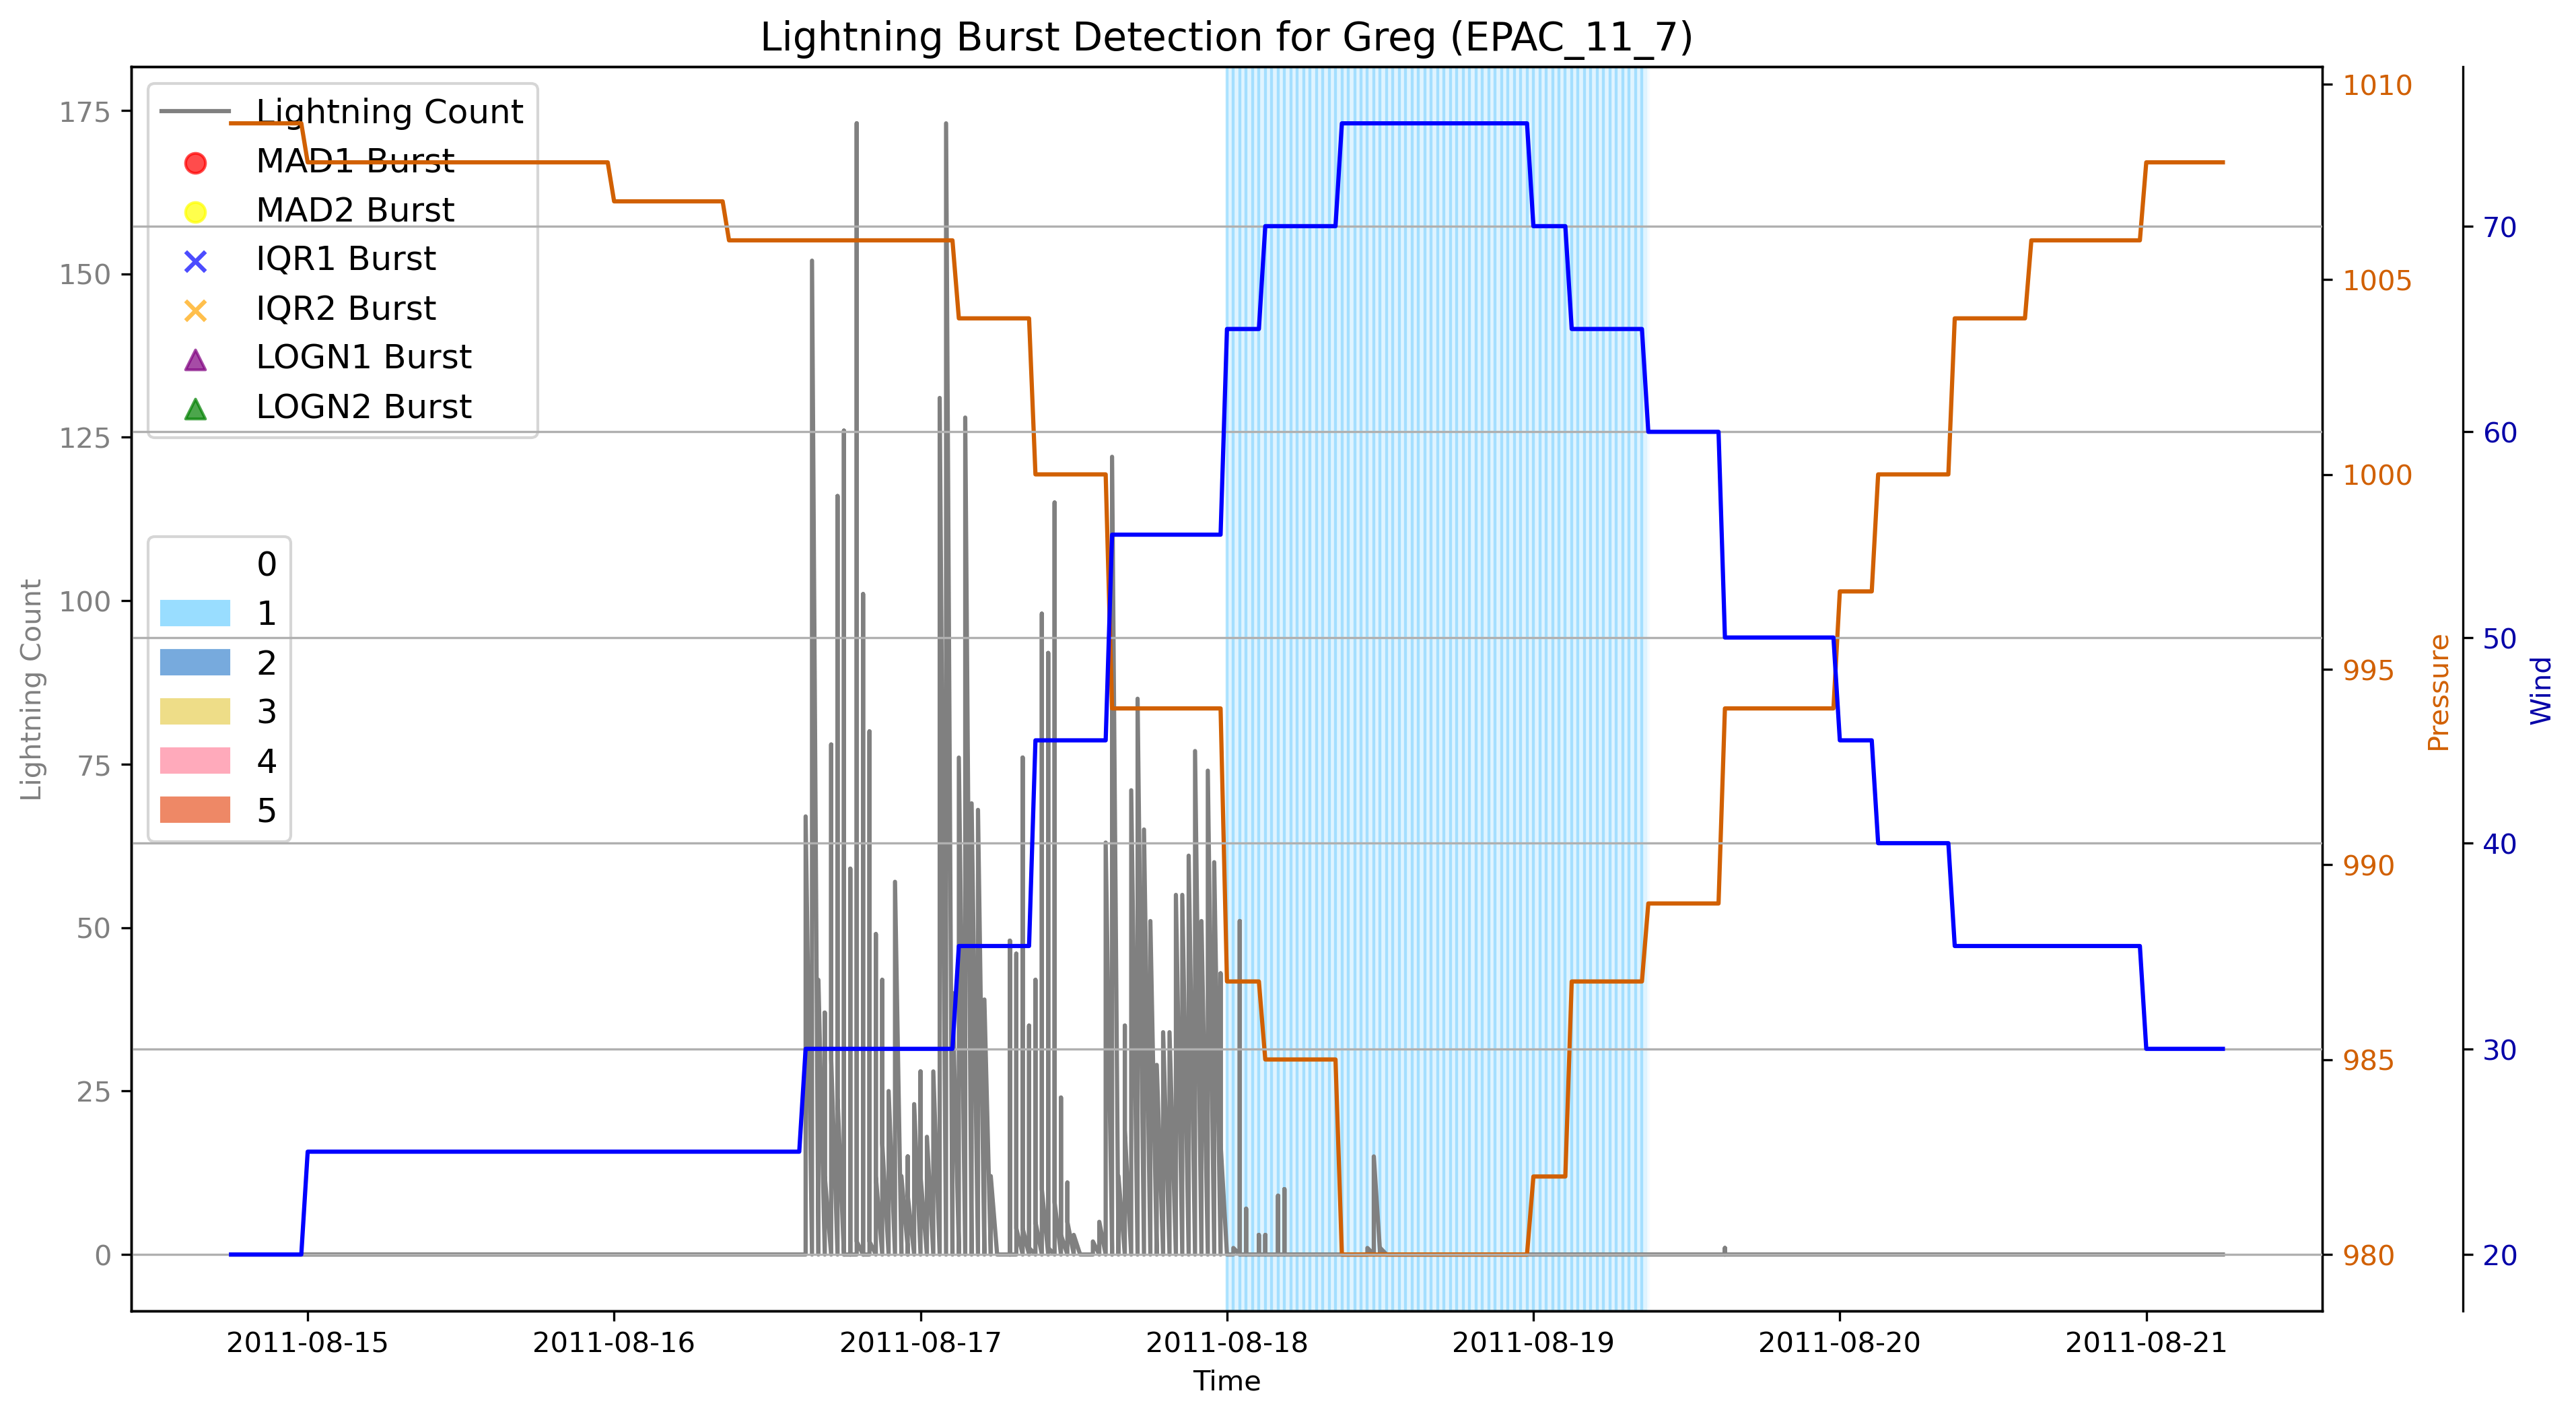 Lightning Burst Detection for Greg (EPAC_11_7)
Lightning Count
MAD1 Burst
MAD2 Burst
IQR1 Burst
IQR2 Burst
LOGN1 Burst
LOGN2 Burst
0
1
2
3
4
5
Lightning Count
175
150
125
100
75
50
25
0
1010
1005
1000
995
990
985
980
Pressure
70
60
50
40
30
20
Wind
2011-08-15
2011-08-16
2011-08-17
2011-08-18
2011-08-19
2011-08-20
2011-08-21
Time